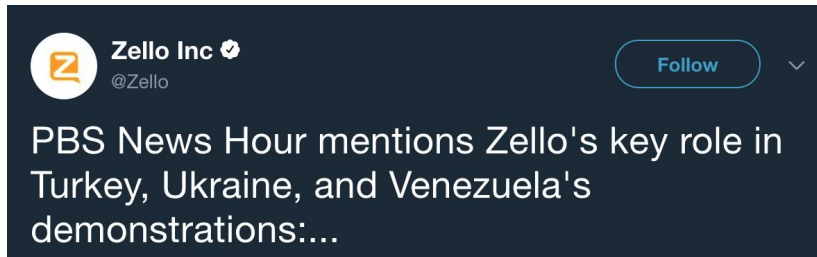 Zello Inc
@Zello
Follow
PBS News Hour mentions Zello's key role in
Turkey, Ukraine, and Venezuela's
demonstrations:...